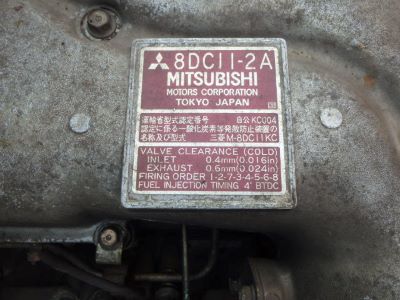 8DC11-2A
MITSUBISHI
MOTORS CORPORATION
TOKYO JAPAN
運輸省型式認定番号 自公KC004
認定に係る一酸化炭素等発散防止装置の
名称及び型式 三菱M-8DC11KC
VALVE CLEARANCE (COLD)
INLET 0.4mm(0.016in)
EXHAUST 0.6mm(0.024in)
FIRING ORDER 1-2-7-3-4-5-6-8
FUEL INJECTION TIMING 4° BTDC